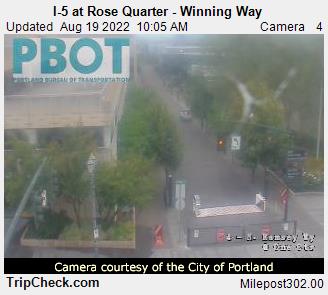 I-5 at Rose Quarter - Winning Way
Updated Aug 19 2022 10:05 AM Camera 4
PBOT
PORTLAND BUREAU OF TRANSPORTATION
Camera courtesy of the City of Portland
TripCheck.com Milepost302.00